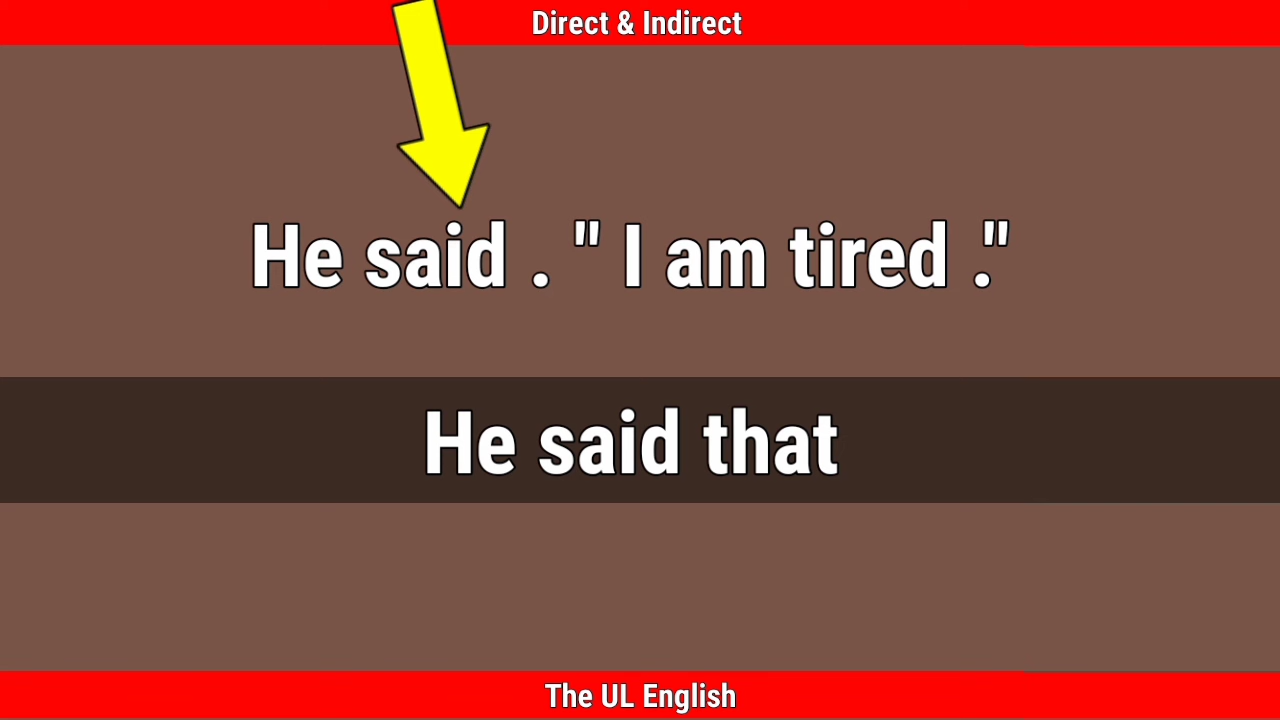 Direct & Indirect
He said . " I am tired ."
He said that
The UL English